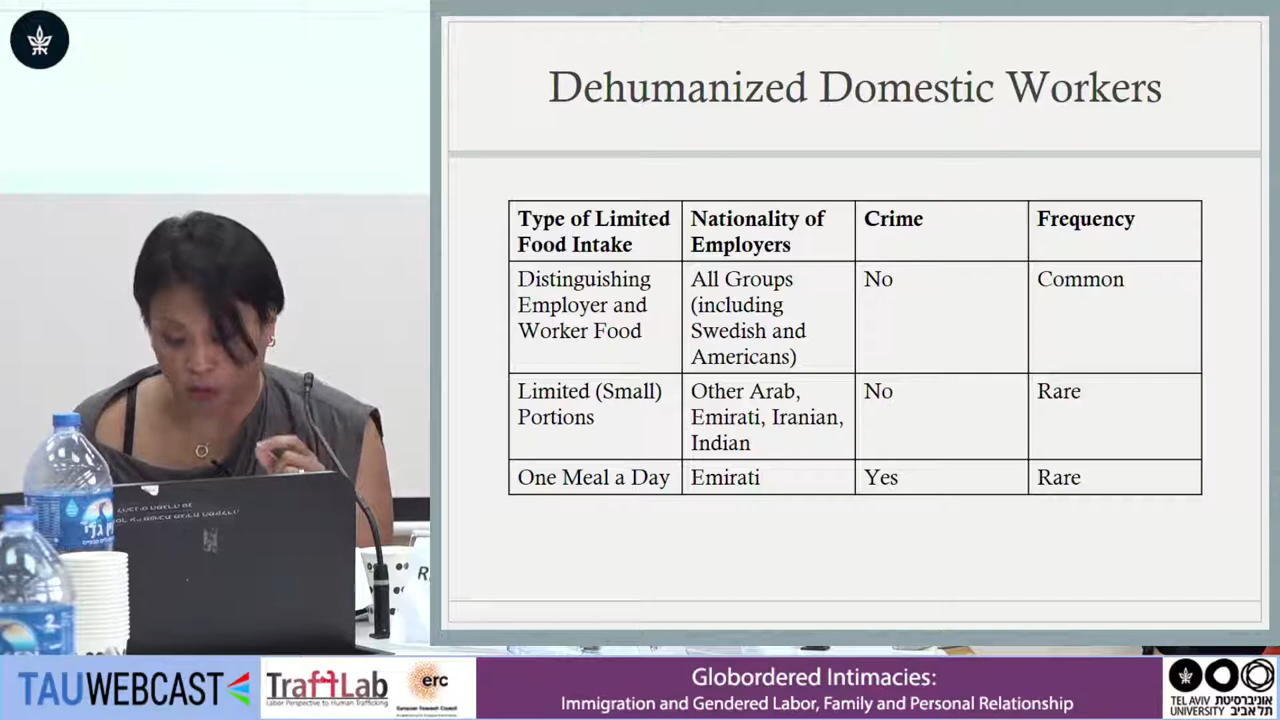 Dehumanized Domestic Workers
Type of Limited Food Intake
Nationality of Employers
Crime
Frequency
Distinguishing Employer and Worker Food
All Groups (including Swedish and Americans)
No
Common
Limited (Small) Portions
Other Arab, Emirati, Iranian, Indian
No
Rare
One Meal a Day
Emirati
Yes
Rare
TAUWEBCAST
TraffLab
Labor Perspective to Human Trafficking
erc
European Research Council
Globordered Intimacies:
Immigration and Gendered Labor, Family and Personal Relationship
TEL AVIV UNIVERSITY
אוניברסיטת תל אביב